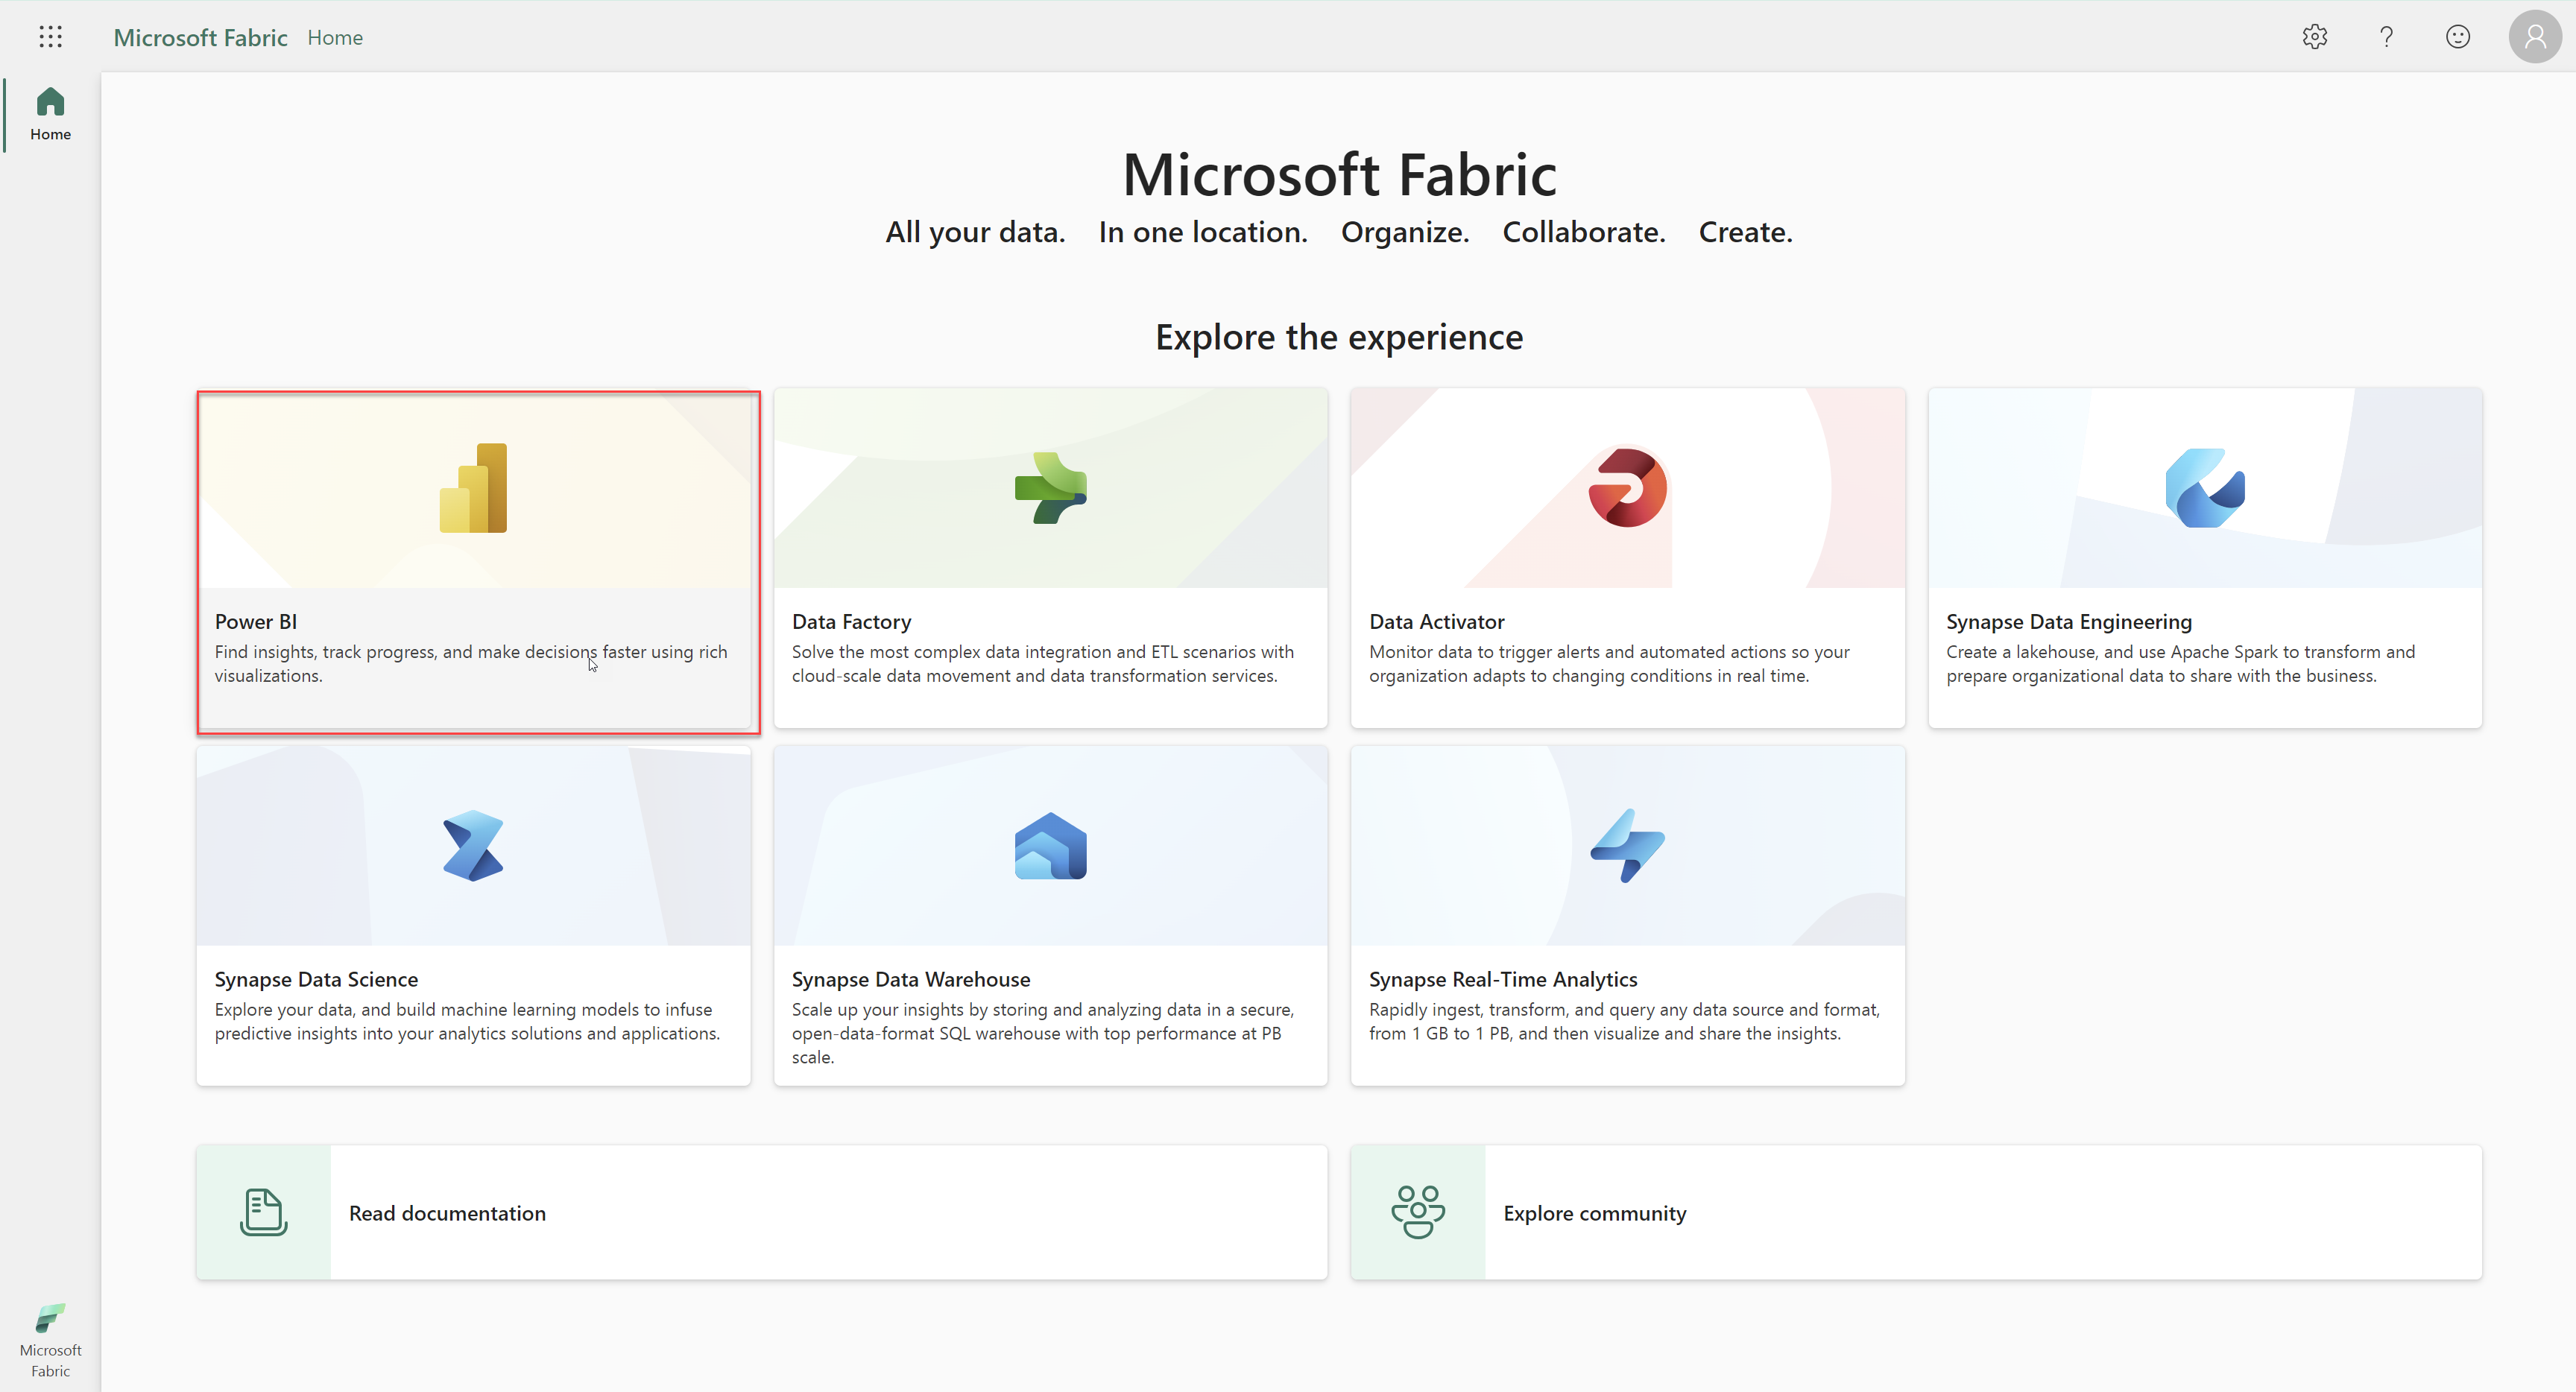 Microsoft Fabric Home
Home
Microsoft Fabric
All your data. In one location. Organize. Collaborate. Create.
Explore the experience
Power BI
Find insights, track progress, and make decisions faster using rich
visualizations.
Data Factory
Solve the most complex data integration and ETL scenarios with
cloud-scale data movement and data transformation services.
Data Activator
Monitor data to trigger alerts and automated actions so your
organization adapts to changing conditions in real time.
Synapse Data Engineering
Create a lakehouse, and use Apache Spark to transform and
prepare organizational data to share with the business.
Synapse Data Science
Explore your data, and build machine learning models to infuse
predictive insights into your analytics solutions and applications.
Synapse Data Warehouse
Scale up your insights by storing and analyzing data in a secure,
open-data-format SQL warehouse with top performance at PB
scale.
Synapse Real-Time Analytics
Rapidly ingest, transform, and query any data source and format,
from 1 GB to 1 PB, and then visualize and share the insights.
Read documentation
Explore community
Microsoft
Fabric